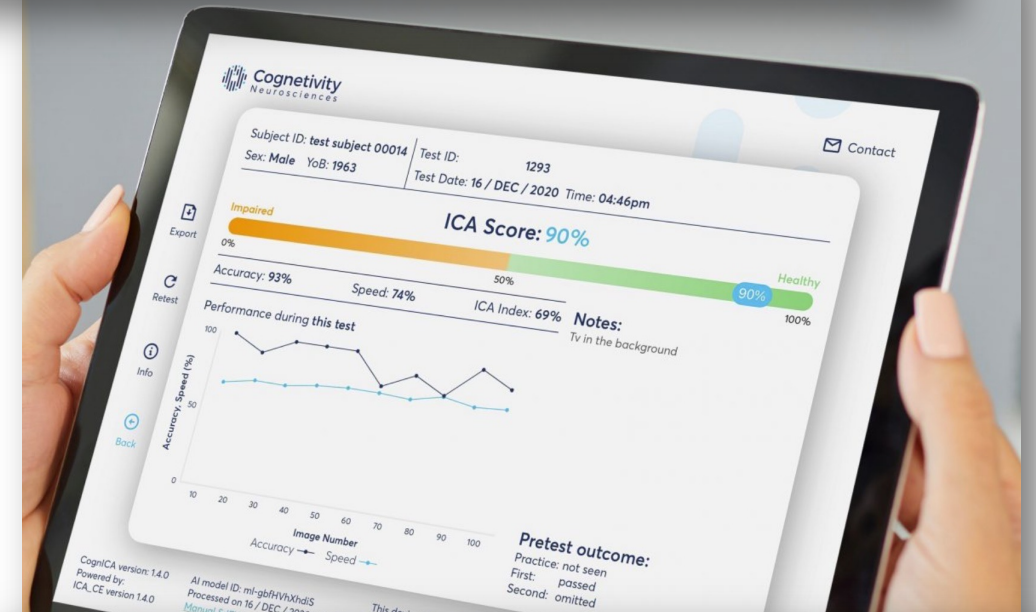 Cognetivity
Neurosciences
Contact
Subject ID: test subject 00014
Sex: Male YoB: 1963
Test ID: 1293
Test Date: 16 / DEC / 2020 Time: 04:46pm
Export
Retest
Info
Back
ICA Score: 90%
Impaired
Healthy
0%
50%
90%
100%
Accuracy: 93% Speed: 74% ICA Index: 69%
Notes:
Tv in the background
Performance during this test
Accuracy, Speed (%)
100
50
0
10 20 30 40 50 60 70 80 90 100
Image Number
Accuracy Speed
Pretest outcome:
Practice: not seen
First: passed
Second: omitted
CognICA version: 1.4.0
Powered by:
ICA_CE version 1.4.0
AI model ID: ml-gbfHVhXhdiS
Processed on 16 / DEC /
Manual
This